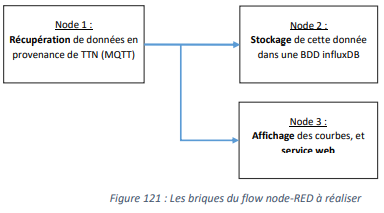 Node 1 :
Récupération de données en
provenance de TTN (MQTT)
Node 2 :
Stockage de cette donnée
dans une BDD influxDB
Node 3 :
Affichage des courbes, et
service web
Figure 121 : Les briques du flow node-RED à réaliser